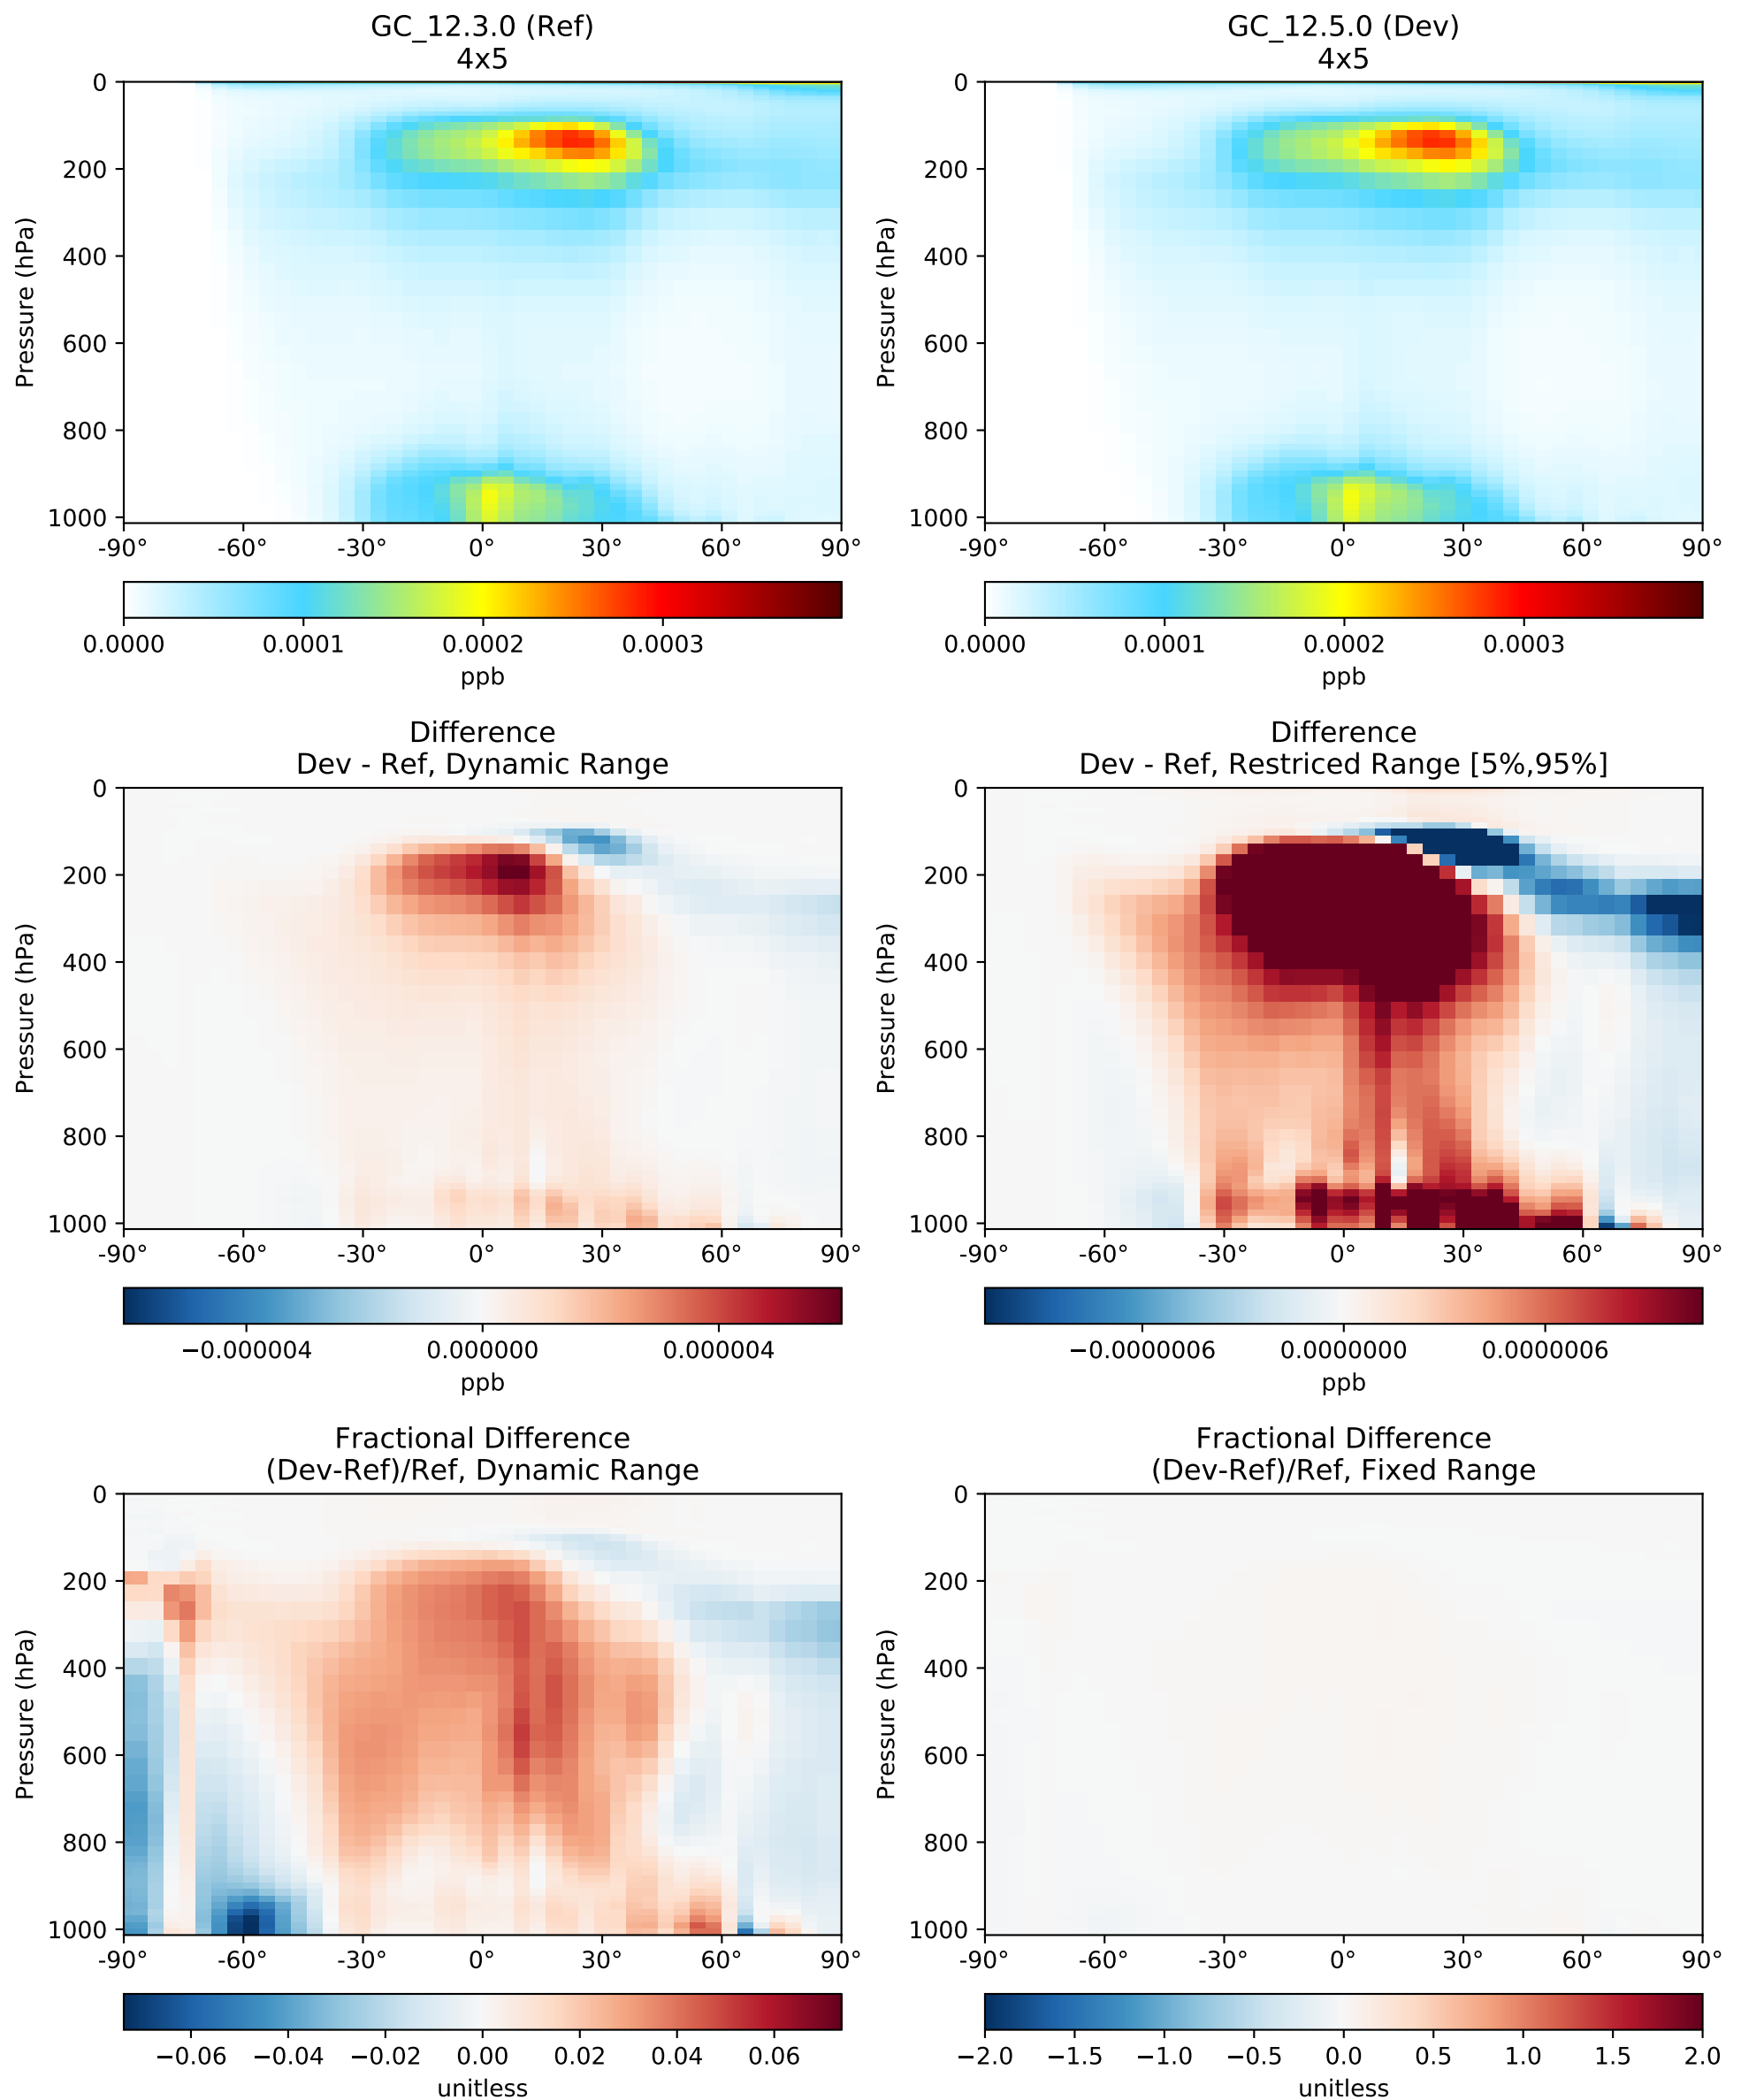 GC_12.3.0 (Ref)
4x5
GC_12.5.0 (Dev)
4x5
Pressure (hPa)
0
200
400
600
800
1000
-90° -60° -30° 0° 30° 60° 90°
0.0000 0.0001 0.0002 0.0003
ppb
Pressure (hPa)
0
200
400
600
800
1000
-90° -60° -30° 0° 30° 60° 90°
0.0000 0.0001 0.0002 0.0003
ppb
Difference
Dev - Ref, Dynamic Range
Pressure (hPa)
0
200
400
600
800
1000
-90° -60° -30° 0° 30° 60° 90°
−0.000004 0.000000 0.000004
ppb
Difference
Dev - Ref, Restriced Range [5%,95%]
Pressure (hPa)
0
200
400
600
800
1000
-90° -60° -30° 0° 30° 60° 90°
−0.0000006 0.0000000 0.0000006
ppb
Fractional Difference
(Dev-Ref)/Ref, Dynamic Range
Pressure (hPa)
0
200
400
600
800
1000
-90° -60° -30° 0° 30° 60° 90°
−0.06 −0.04 −0.02 0.00 0.02 0.04 0.06
unitless
Fractional Difference
(Dev-Ref)/Ref, Fixed Range
Pressure (hPa)
0
200
400
600
800
1000
-90° -60° -30° 0° 30° 60° 90°
−2.0 −1.5 −1.0 −0.5 0.0 0.5 1.0 1.5 2.0
unitless